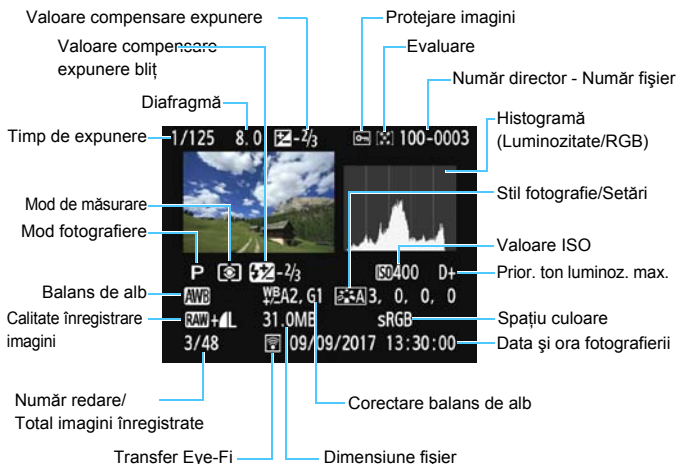 Valoare compensare expunere
Protejare imagini
Valoare compensare
expunere bliț
Evaluare
Număr director - Număr fişier
Diafragmă
Histogramă
(Luminozitate/RGB)
Timp de expunere
1/125 8.0 -2/3 100-0003
Mod de măsurare
Stil fotografie/Setări
Mod fotografiere
Valoare ISO
P -2/3 ISO400 D+
Prior. ton luminoz. max.
Balans de alb
AWB WB+/-A2, G1 A3, 0, 0, 0
Calitate înregistrare
imagini
RAW+L 31.0MB sRGB
Spațiu culoare
3/48 09/09/2017 13:30:00
Data şi ora fotografierii
Număr redare/
Total imagini înregistrate
Corectare balans de alb
Transfer Eye-Fi
Dimensiune fişier